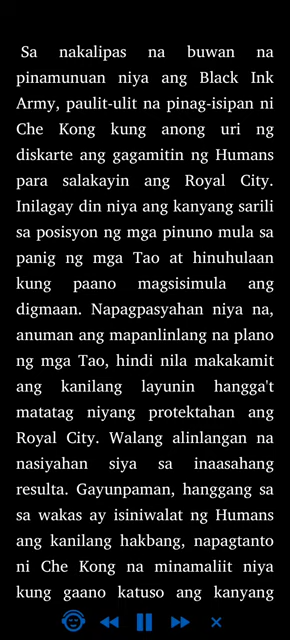 Sa nakalipas na buwan na
pinamunuan niya ang Black Ink
Army, paulit-ulit na pinag-isipan ni
Che Kong kung anong uri ng
diskarte ang gagamitin ng Humans
para salakayin ang Royal City.
Inilagay din niya ang kanyang sarili
sa posisyon ng mga pinuno mula sa
panig ng mga Tao at hinuhulaan
kung paano magsisimula ang
digmaan. Napagpasyahan niya na,
anuman ang mapanlinlang na plano
ng mga Tao, hindi nila makakamit
ang kanilang layunin hangga't
matatag niyang protektahan ang
Royal City. Walang alinlangan na
nasiyahan siya sa inaasahang
resulta. Gayunpaman, hanggang sa
sa wakas ay isiniwalat ng Humans
ang kanilang hakbang, napagtanto
ni Che Kong na minamaliit niya
kung gaano katuso ang kanyang